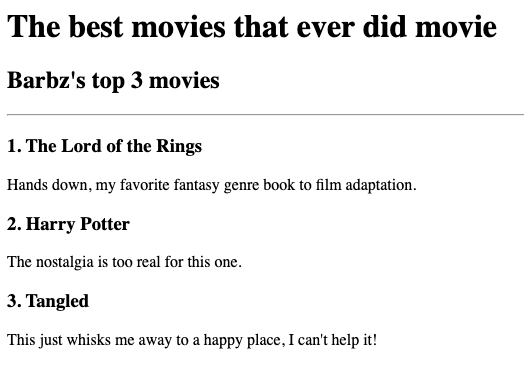 The best movies that ever did movie
Barbz's top 3 movies
1. The Lord of the Rings
Hands down, my favorite fantasy genre book to film adaptation.
2. Harry Potter
The nostalgia is too real for this one.
3. Tangled
This just whisks me away to a happy place, I can't help it!